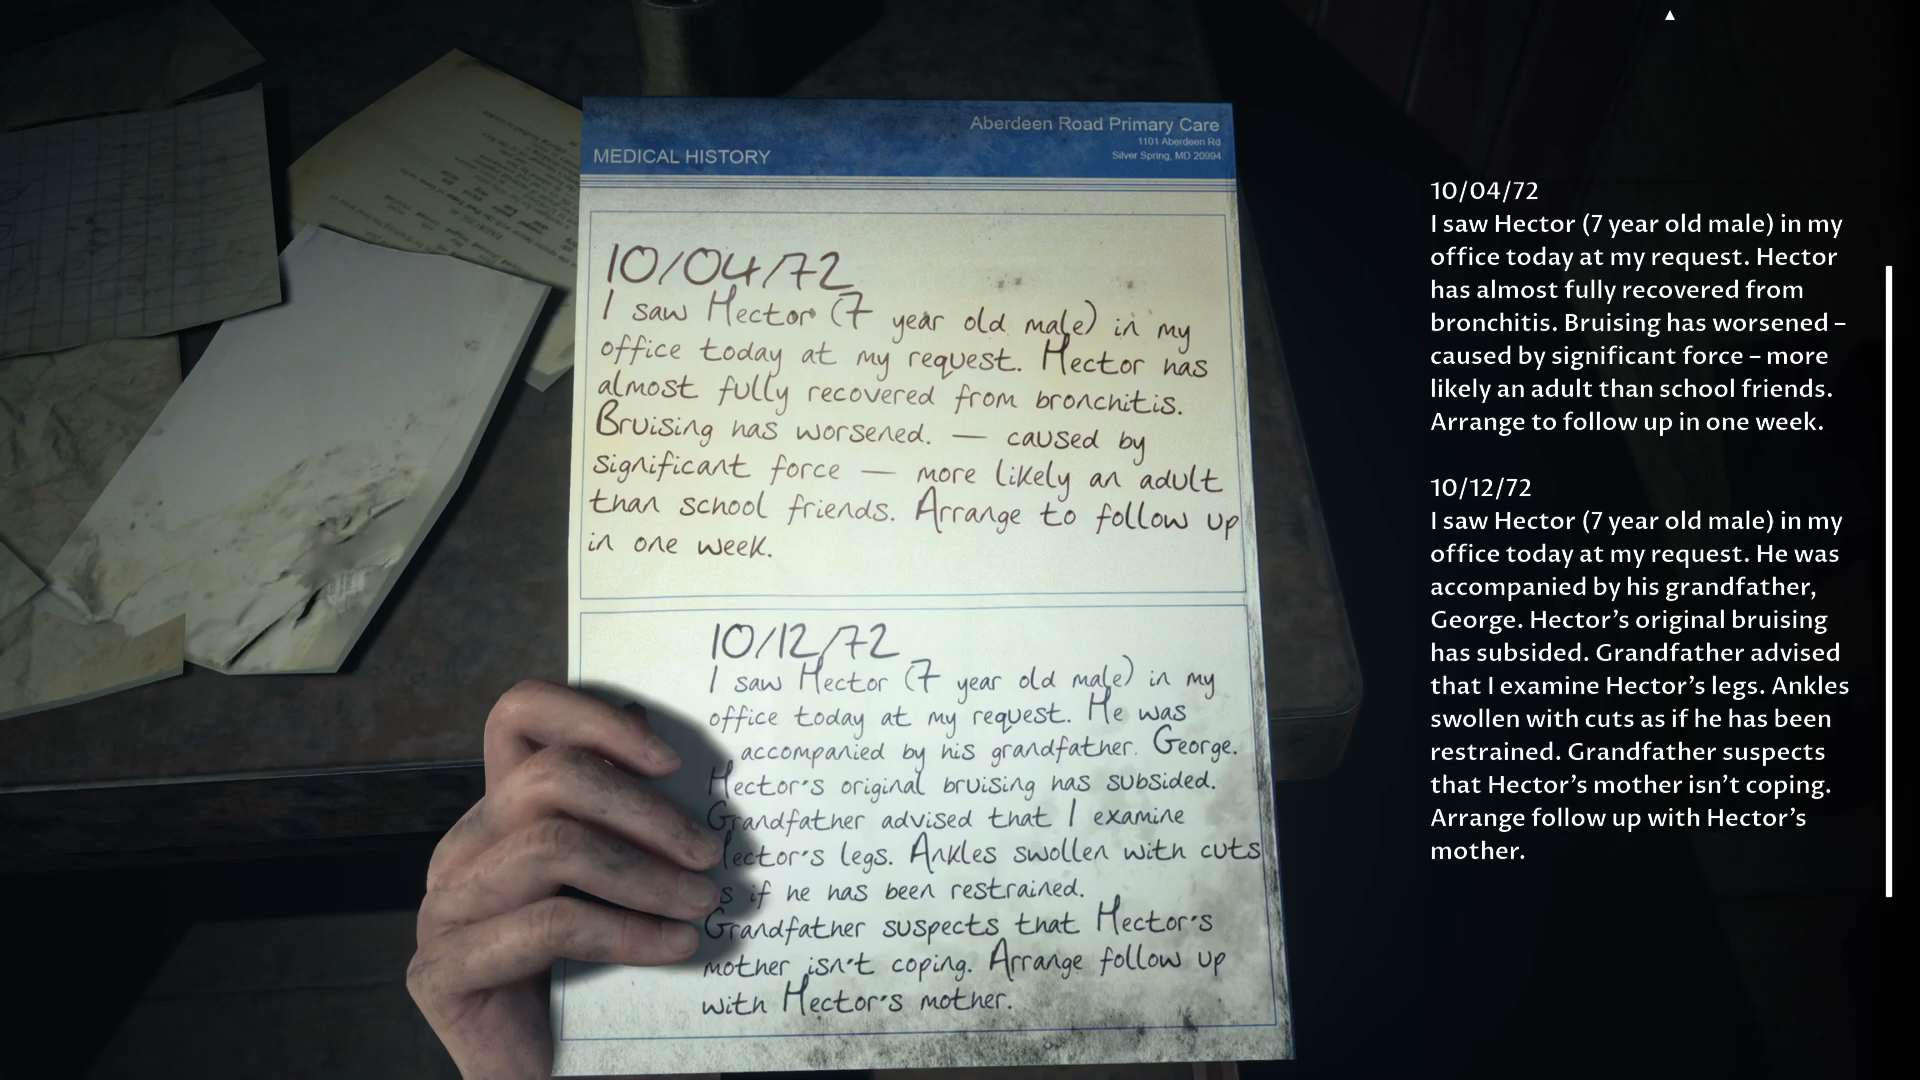 Aberdeen Road Primary Care
1101 Aberdeen Rd
MEDICAL HISTORY
Silver Spring, MD 20994
10/04/72
I saw Hector (7 year old male) in my
office today at my request. Hector has
almost fully recovered from bronchitis.
Bruising has worsened. — caused by
significant force — more likely an adult
than school friends. Arrange to follow up
in one week.
10/12/72
I saw Hector (7 year old male) in my
office today at my request. He was
accompanied by his grandfather. George.
Hector's original bruising has subsided.
Grandfather advised that I examine
Hector's legs. Ankles swollen with cuts
as if he has been restrained.
Grandfather suspects that Hector's
mother isn't coping. Arrange follow up
with Hector's mother.
10/04/72
I saw Hector (7 year old male) in my
office today at my request. Hector
has almost fully recovered from
bronchitis. Bruising has worsened –
caused by significant force – more
likely an adult than school friends.
Arrange to follow up in one week.
10/12/72
I saw Hector (7 year old male) in my
office today at my request. He was
accompanied by his grandfather,
George. Hector's original bruising
has subsided. Grandfather advised
that I examine Hector's legs. Ankles
swollen with cuts as if he has been
restrained. Grandfather suspects
that Hector's mother isn't coping.
Arrange follow up with Hector's
mother.